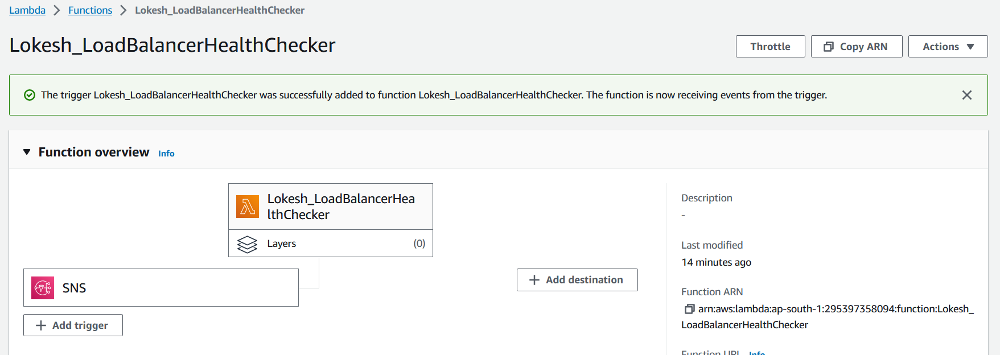 Lambda > Functions > Lokesh_LoadBalancerHealthChecker
Lokesh_LoadBalancerHealthChecker
Throttle
Copy ARN
Actions
The trigger Lokesh_LoadBalancerHealthChecker was successfully added to function Lokesh_LoadBalancerHealthChecker. The function is now receiving events from the trigger.
Function overview Info
Lokesh_LoadBalancerHea
lthChecker
Layers (0)
SNS
+ Add trigger
+ Add destination
Description
-
Last modified
14 minutes ago
Function ARN
arn:aws:lambda:ap-south-1:295397358094:function:Lokesh_
LoadBalancerHealthChecker
Function URL Info